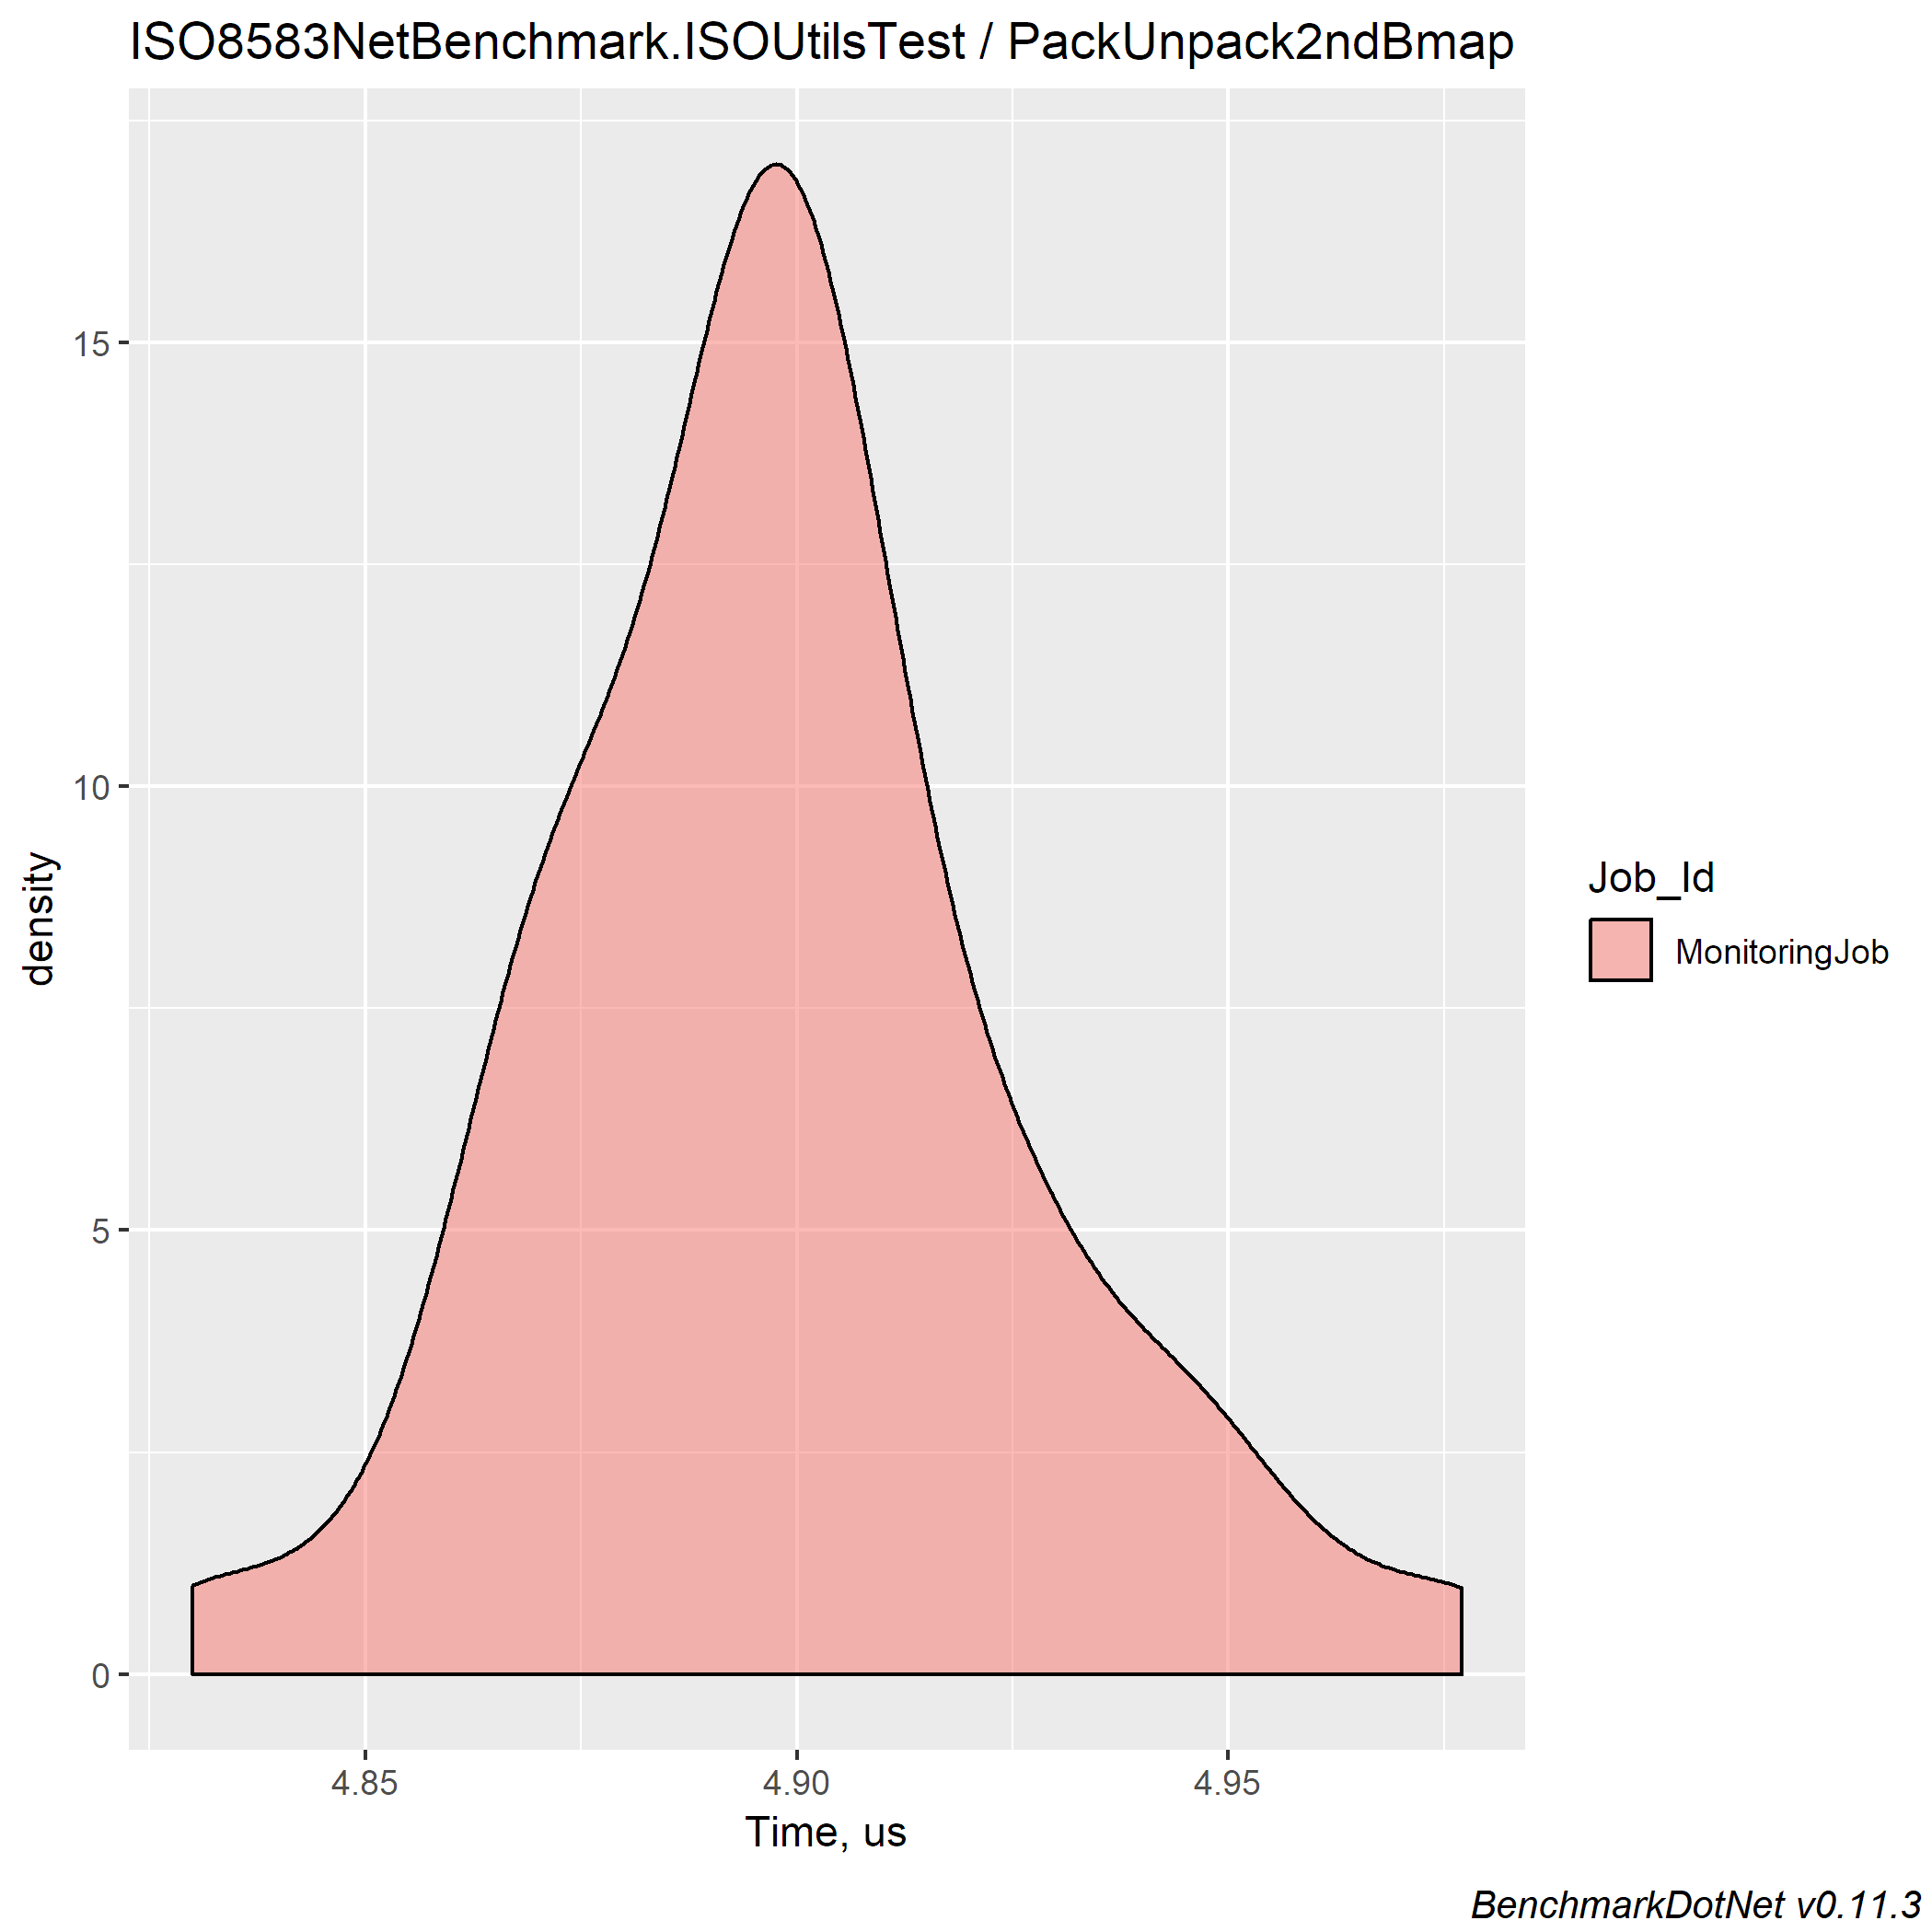 ISO8583NetBenchmark.ISOUtilsTest / PackUnpack2ndBmap
density
15
10
5
0
4.85 4.90 4.95
Time, us
Job_Id
MonitoringJob
BenchmarkDotNet v0.11.3